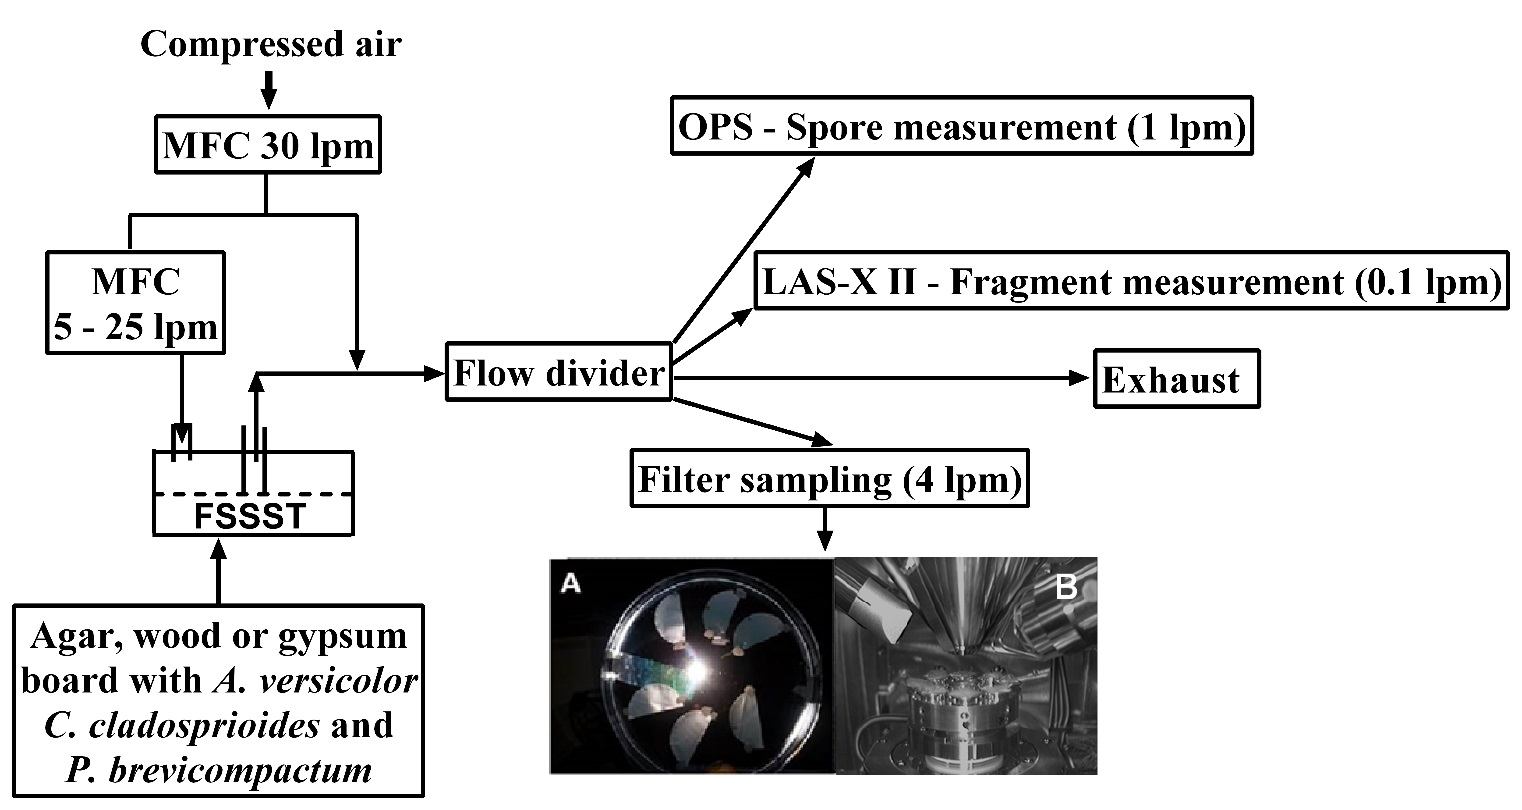 Compressed air
MFC 30 lpm
MFC
5 - 25 lpm
FSSST
Agar, wood or gypsum
board with A. versicolor
C. cladosprioides and
P. brevicompactum
Flow divider
OPS - Spore measurement (1 lpm)
LAS-X II - Fragment measurement (0.1 lpm)
Exhaust
Filter sampling (4 lpm)
A
B